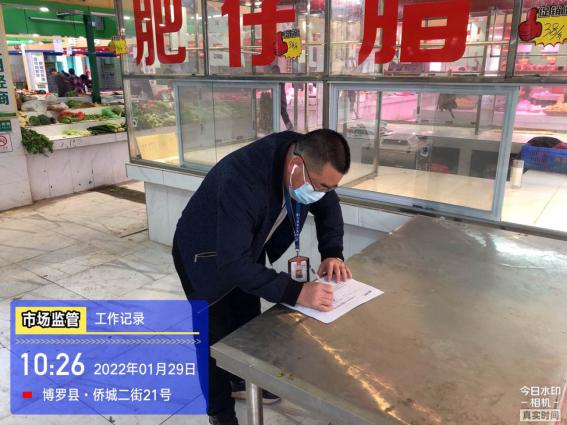 肥仔腊
38
市场监管
工作记录
10:26
2022年01月29日
博罗县·侨城二街21号
今日水印
-相机-
真实时间